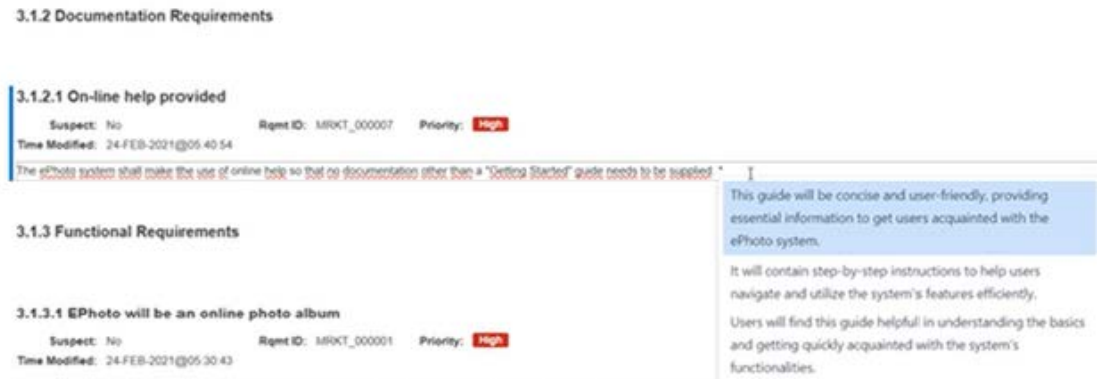 3.1.2 Documentation Requirements
3.1.2.1 On-line help provided
Suspect: No Rqmt ID: MRKT_000007 Priority: High
Time Modified: 24-FEB-2021@05:40:54
The ePhoto system shall make the use of online help so that no documentation other than a "Getting Started" guide needs to be supplied. "
This guide will be concise and user-friendly, providing
essential information to get users acquainted with the
ePhoto system.
It will contain step-by-step instructions to help users
navigate and utilize the system's features efficiently.
Users will find this guide helpful in understanding the basics
and getting quickly acquainted with the system's
functionalities.
3.1.3 Functional Requirements
3.1.3.1 EPhoto will be an online photo album
Suspect: No Rqmt ID: MRKT_000001 Priority: High
Time Modified: 24-FEB-2021@05:30:43